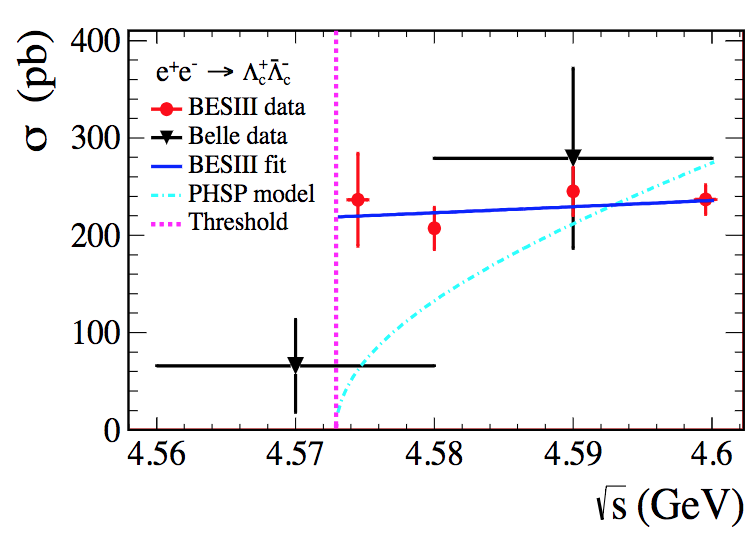 σ (pb)
400
300
200
100
0
e⁺e⁻ → Λc⁺Λ̄c⁻
BESIII data
Belle data
BESIII fit
PHSP model
Threshold
4.56 4.57 4.58 4.59 4.6
√s (GeV)